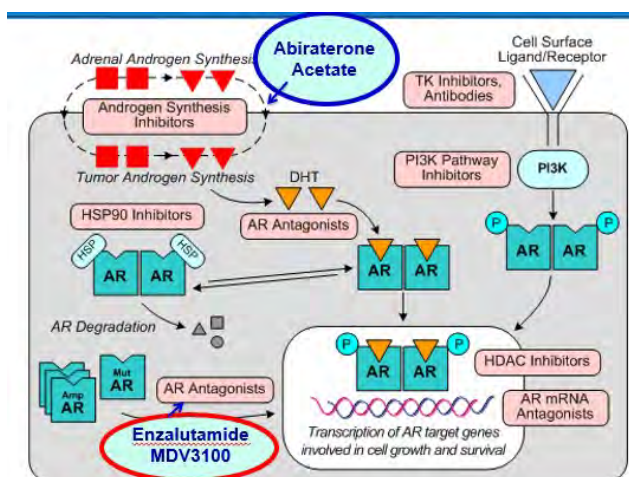 Adrenal Androgen Synthesis
Abiraterone
Acetate
Cell Surface
Ligand/Receptor
TK Inhibitors,
Antibodies
Androgen Synthesis
Inhibitors
Tumor Androgen Synthesis
PI3K Pathway
Inhibitors
PI3K
DHT
HSP90 Inhibitors
AR Antagonists
P
P
HSP
HSP
AR
AR
AR
AR
AR
AR
AR Degradation
P
P
AR
AR
HDAC Inhibitors
Mut
AR
Amp
AR
AR Antagonists
AR mRNA
Antagonists
Enzalutamide
MDV3100
Transcription of AR target genes
involved in cell growth and survival